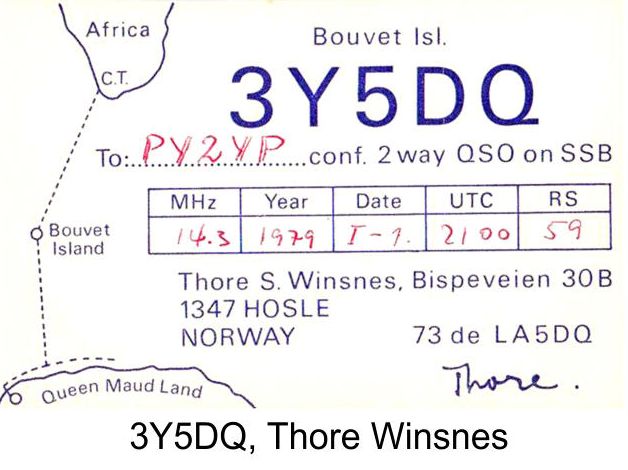 Africa
C.T.
Bouvet Isl.
3Y5DQ
To:..PY2YP...conf. 2 way QSO on SSB
MHz Year Date UTC RS
14.3 1979 I-7. 2100 59
Bouvet
Island
Thore S. Winsnes, Bispeveien 30B
1347 HOSLE
NORWAY 73 de LA5DQ
Thore.
Queen Maud Land
3Y5DQ, Thore Winsnes